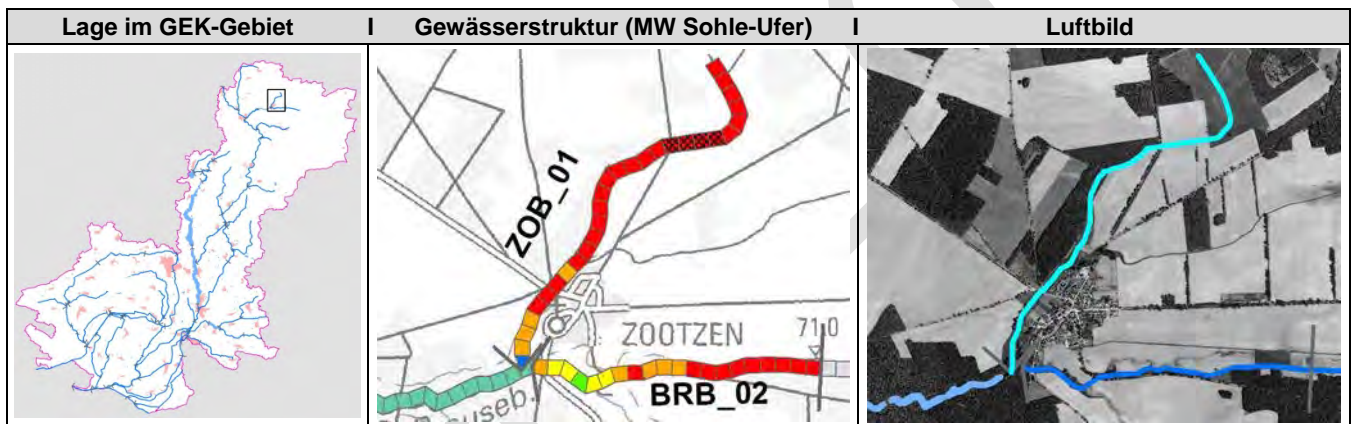 Lage im GEK-Gebiet I Gewässerstruktur (MW Sohle-Ufer) I Luftbild
ZOB_01
ZOOTZEN
71,0
BRB_02